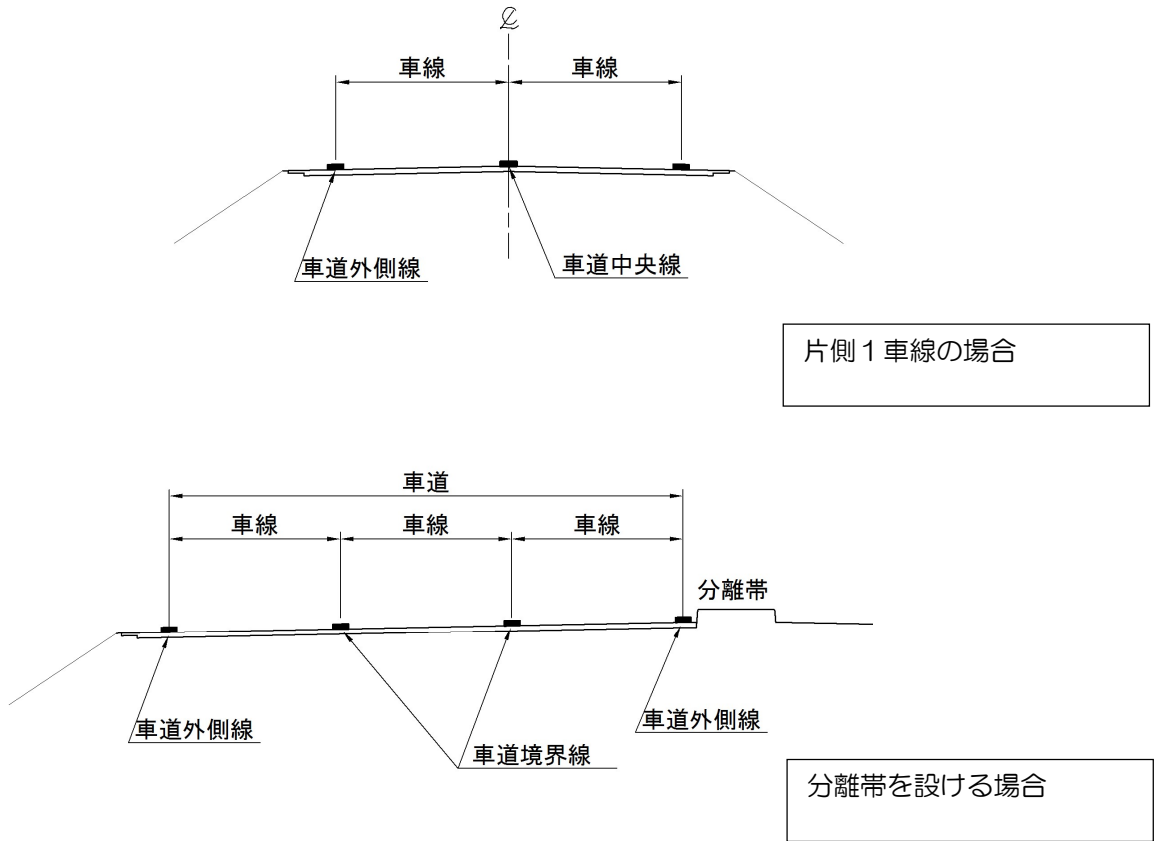 ℄
車線 車線
車道外側線 車道中央線
片側１車線の場合
車道
車線 車線 車線
分離帯
車道外側線 車道境界線 車道外側線
分離帯を設ける場合